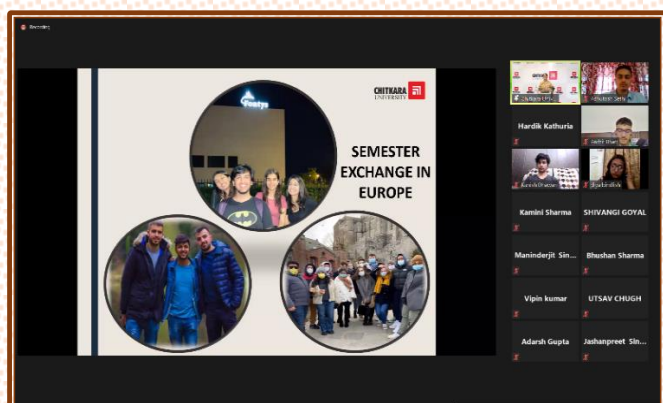 Recording
CHITKARA
UNIVERSITY
Fontys
SEMESTER
EXCHANGE IN
EUROPE
Hardik Kathuria
Kamini Sharma
SHIVANGI GOYAL
Maninderjit Sin...
Bhushan Sharma
Vipin kumar
UTSAV CHUGH
Adarsh Gupta
Jashanpreet Sin...